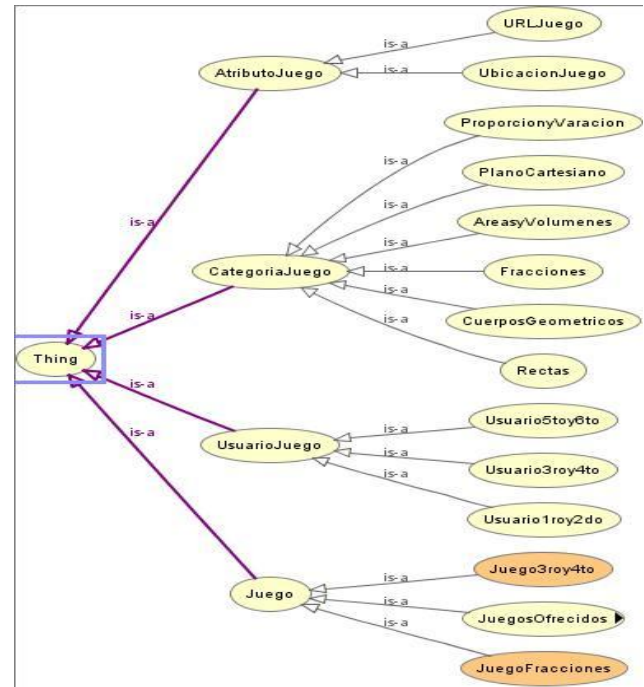 URLJuego
is-a
AtributoJuego
is-a
UbicacionJuego
ProporcionyVaracion
is-a
PlanoCartesiano
is-a
is-a
AreasyVolumenes
is-a
CategoriaJuego
is-a
Fracciones
is-a
is-a
CuerposGeometricos
is-a
Thing
Rectas
is-a
is-a
Usuario5toy6to
is-a
UsuarioJuego
is-a
Usuario3roy4to
is-a
Usuario1roy2do
Juego3roy4to
is-a
Juego
is-a
JuegosOfrecidos
is-a
JuegoFracciones